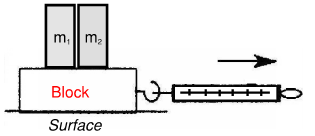 m₁ m₂
Block
Surface